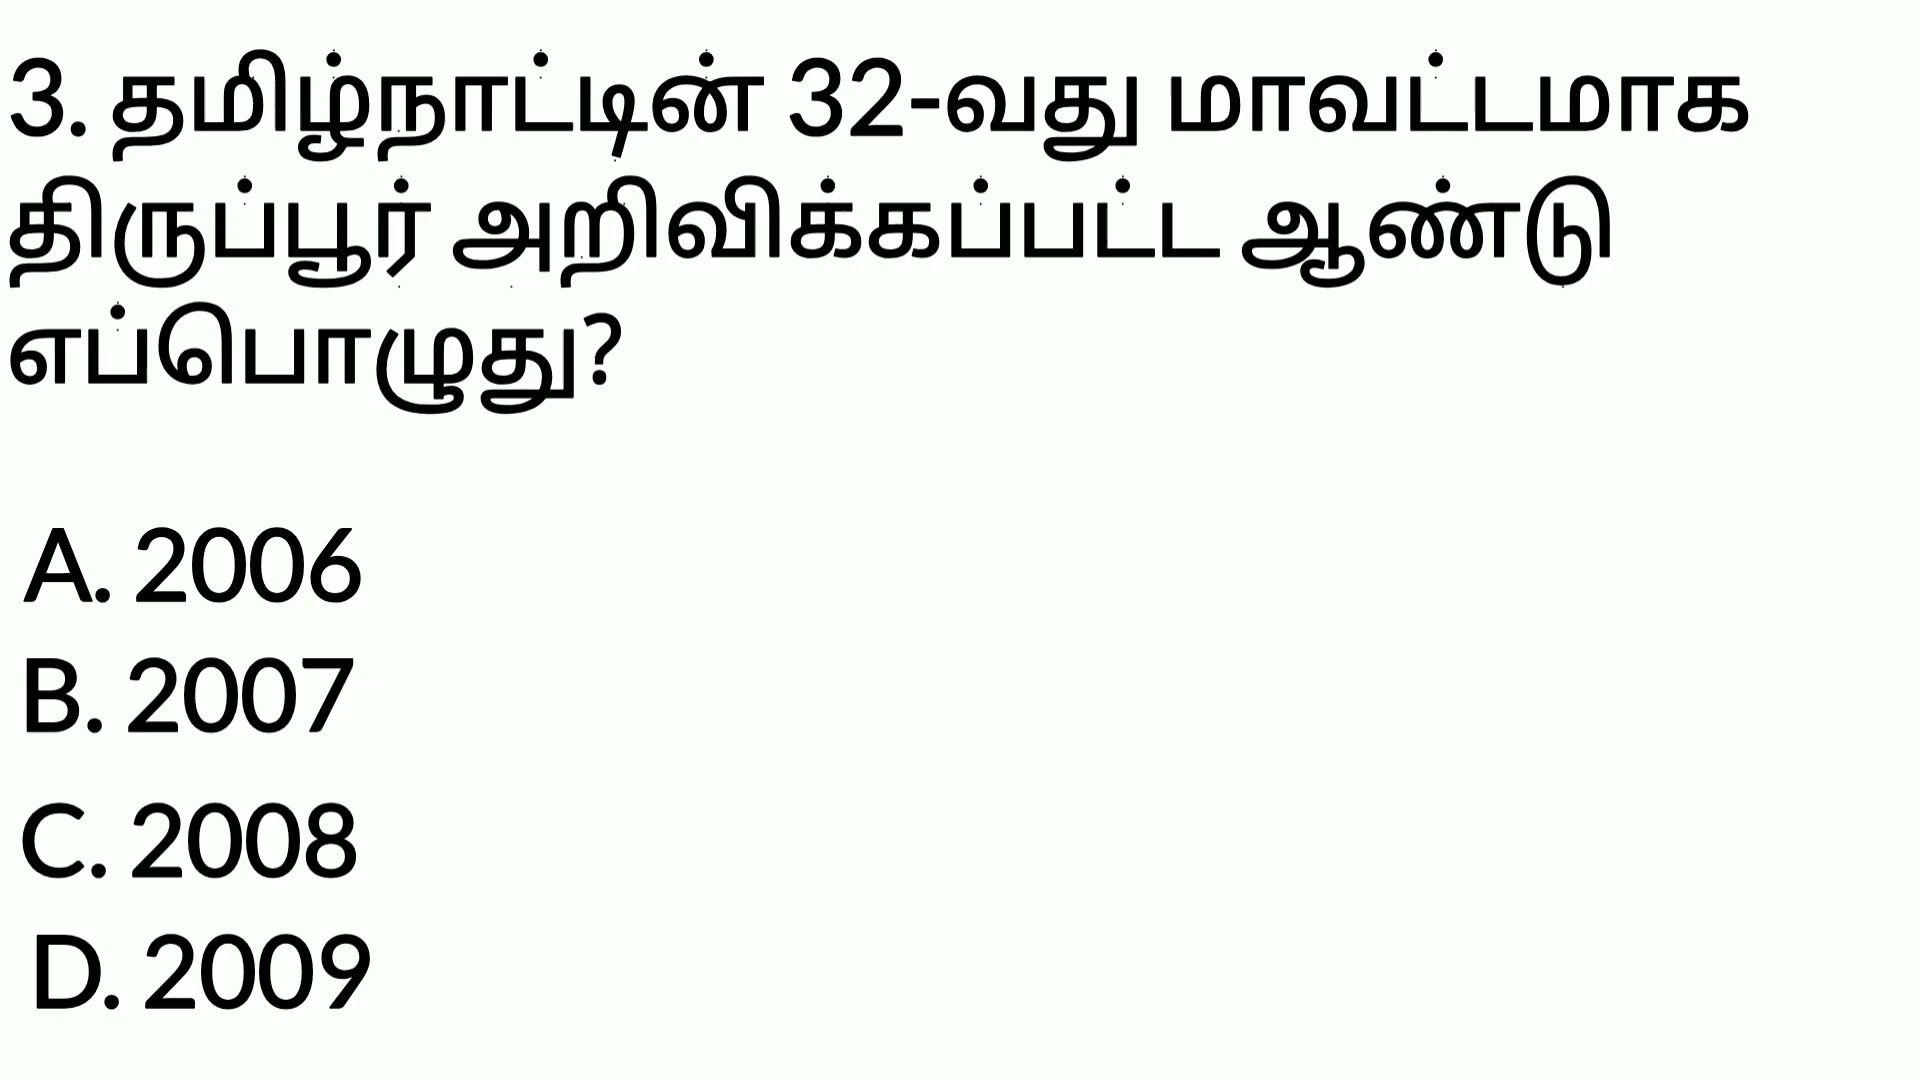 3. தமிழ்நாட்டின் 32-வது மாவட்டமாக
திருப்பூர் அறிவிக்கப்பட்ட ஆண்டு
எப்பொழுது?
A. 2006
B. 2007
C. 2008
D. 2009